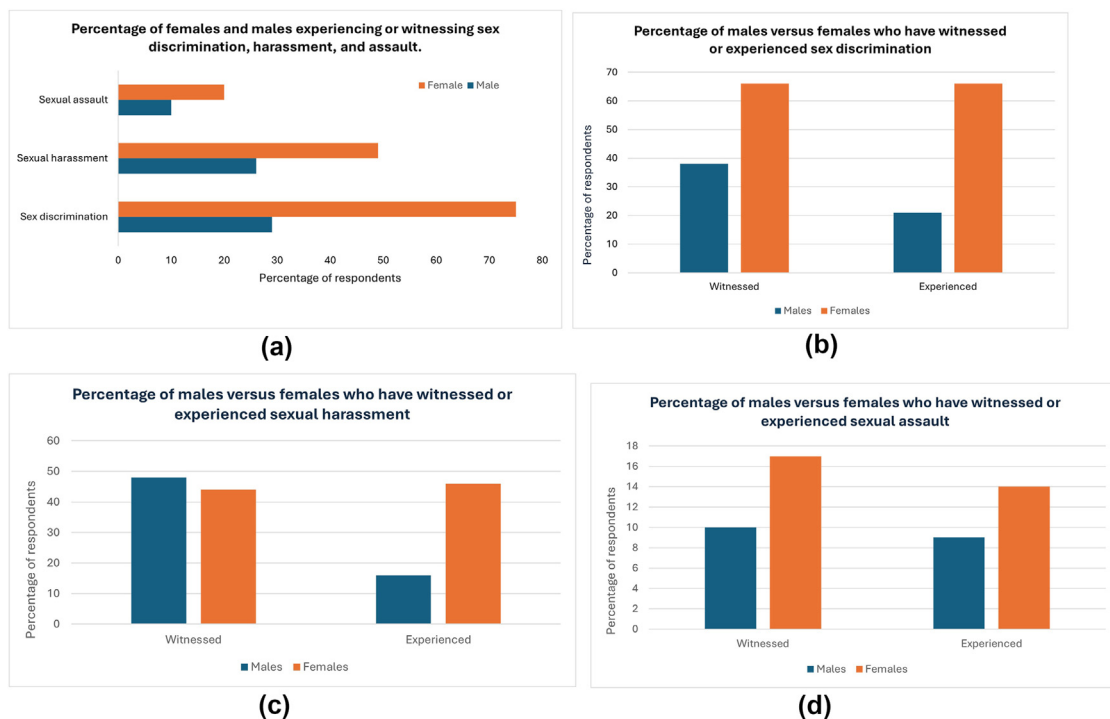 Percentage of females and males experiencing or witnessing sex
discrimination, harassment, and assault.
Female Male
Sexual assault
Sexual harassment
Sex discrimination
0 10 20 30 40 50 60 70 80
Percentage of respondents
(a)
Percentage of males versus females who have witnessed
or experienced sex discrimination
70
60
50
40
30
20
10
0
Percentage of respondents
Witnessed Experienced
Males Females
(b)
Percentage of males versus females who have witnessed or
experienced sexual harassment
60
50
40
30
20
10
0
Percentage of respondents
Witnessed Experienced
Males Females
(c)
Percentage of males versus females who have witnessed or
experienced sexual assault
18
16
14
12
10
8
6
4
2
0
Percentage of respondents
Witnessed Experienced
Males Females
(d)